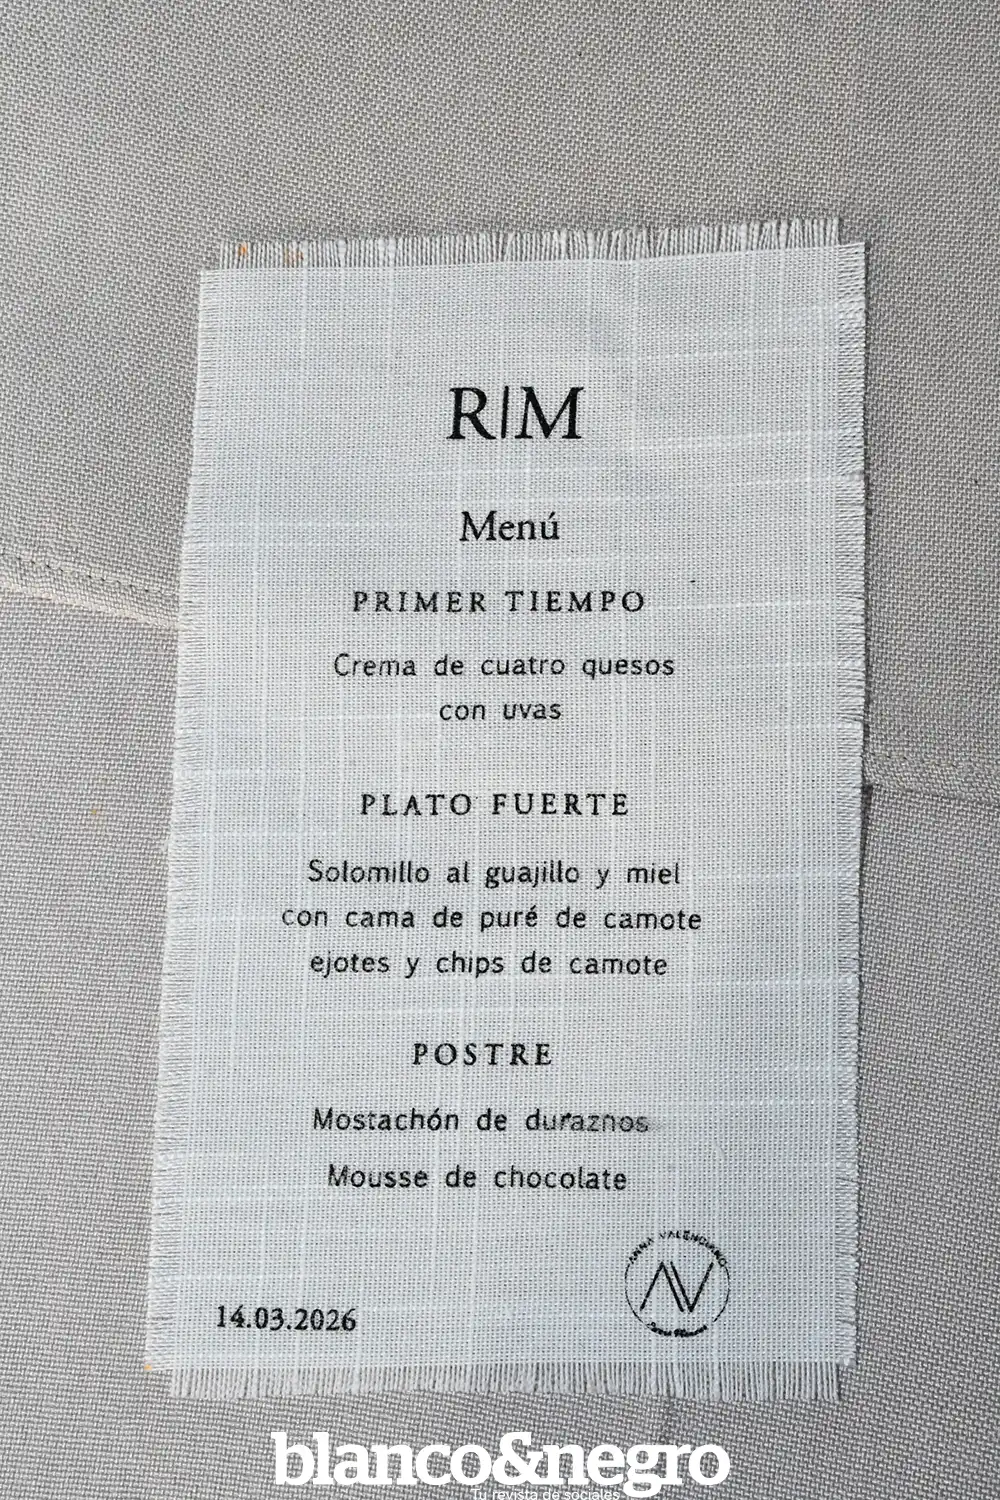 R|M
Menú
PRIMER TIEMPO
Crema de cuatro quesos
con uvas
PLATO FUERTE
Solomillo al guajillo y miel
con cama de puré de camote
ejotes y chips de camote
POSTRE
Mostachón de duraznos
Mousse de chocolate
ANNA VALENCIANO
AV
14.03.2026
blanco&negro
Tu revista de sociales